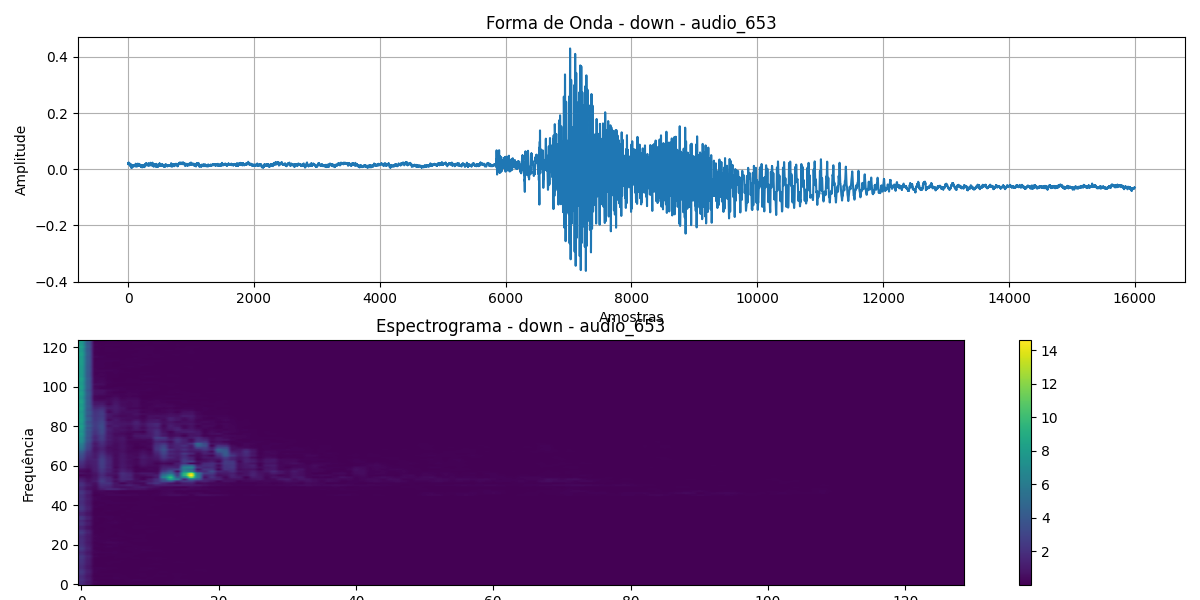 Forma de Onda - down - audio_653
0.4
0.2
0.0
−0.2
−0.4
Amplitude
0 2000 4000 6000 8000 10000 12000 14000 16000
Amostras
Espectrograma - down - audio_653
120
100
80
60
40
20
0
Frequência
0 20 40 60 80 100 120
14
12
10
8
6
4
2